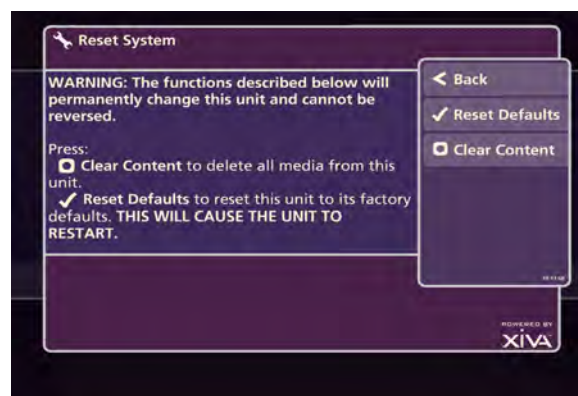 Reset System
WARNING: The functions described below will
permanently change this unit and cannot be
reversed.
Press:
Clear Content to delete all media from this
unit.
Reset Defaults to reset this unit to its factory
defaults. THIS WILL CAUSE THE UNIT TO
RESTART.
Back
Reset Defaults
Clear Content
POWERED BY
XiVA